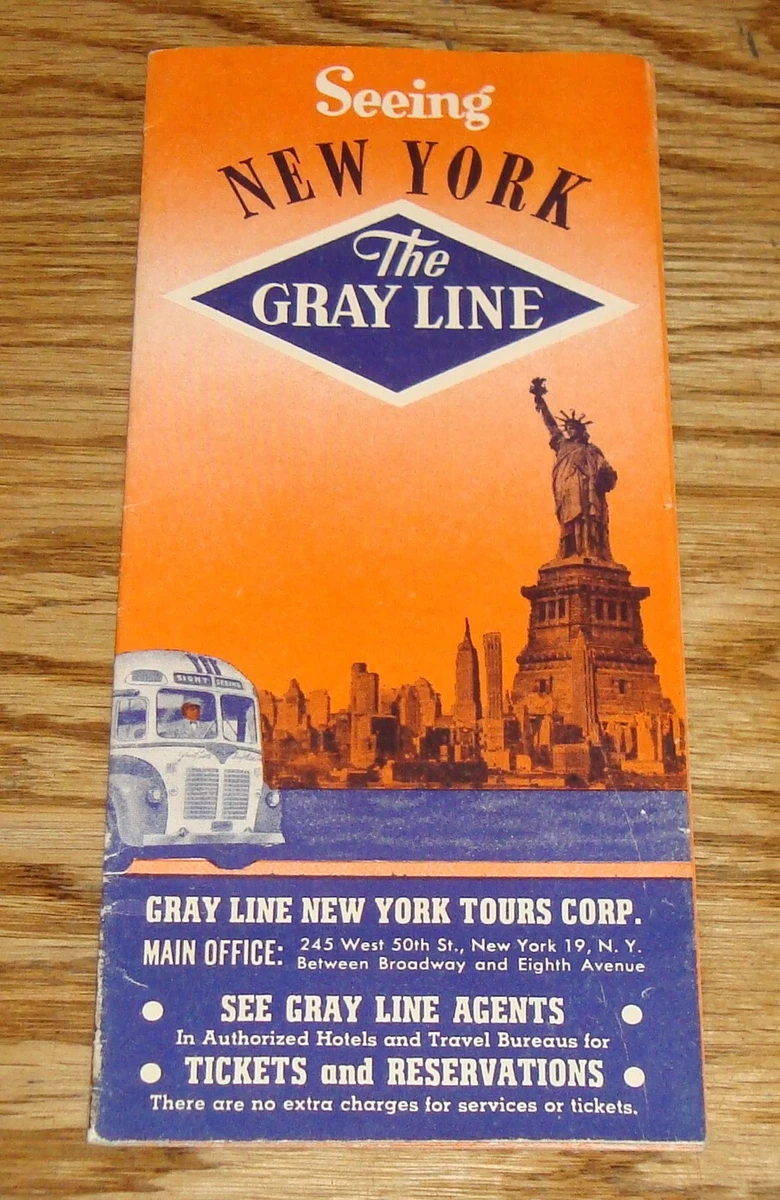 Seeing
NEW YORK
The
GRAY LINE
SIGHT SEEING
GRAY LINE NEW YORK TOURS CORP.
MAIN OFFICE: 245 West 50th St., New York 19, N. Y.
Between Broadway and Eighth Avenue
• SEE GRAY LINE AGENTS •
In Authorized Hotels and Travel Bureaus for
• TICKETS and RESERVATIONS •
There are no extra charges for services or tickets.